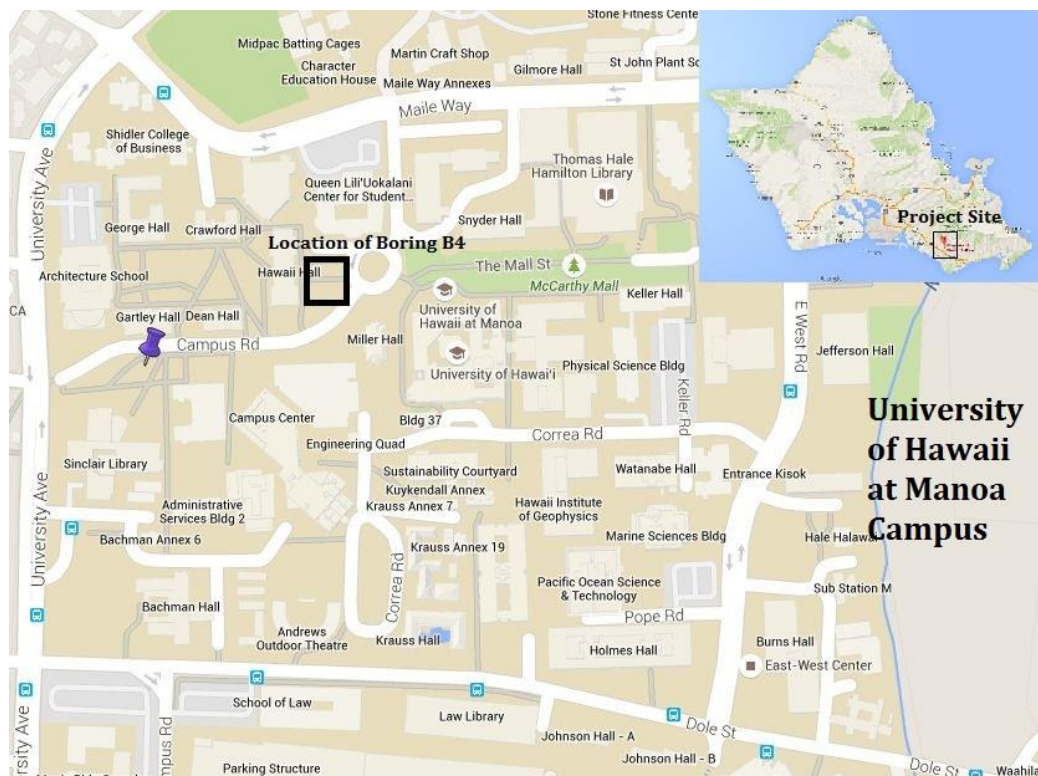 Stone Fitness Cente
Midpac Batting Cages
Martin Craft Shop
St John Plant Sc
Character
Education House
Gilmore Hall
Maile Way Annexes
Maile Way
Shidler College
of Business
University Ave
Thomas Hale
Hamilton Library
Queen Lili'Uokalani
Center for Student...
Project Site
George Hall
Crawford Hall
Snyder Hall
Location of Boring B4
Architecture School
Hawaii Hall
The Mall St
McCarthy Mall
Keller Hall
CA
Gartley Hall
Dean Hall
University of
Hawaii at Manoa
E West Rd
Campus Rd
Miller Hall
Jefferson Hall
University of Hawai'i
Physical Science Bldg
Keller Rd
University
of Hawaii
at Manoa
Campus
Campus Center
Bldg 37
Engineering Quad
Correa Rd
Sinclair Library
Sustainability Courtyard
Watanabe Hall
Entrance Kisok
Kuykendall Annex
Administrative
Services Bldg 2
Krauss Annex 7
Hawaii Institute
of Geophysics
University Ave
Bachman Annex 6
Marine Sciences Bldg
Hale Halawai
Krauss Annex 19
Correa Rd
Pacific Ocean Science
& Technology
Sub Station M
Bachman Hall
Pope Rd
Andrews
Outdoor Theatre
Krauss Hall
Holmes Hall
Burns Hall
East-West Center
School of Law
Law Library
Dole St
Johnson Hall - A
Johnson Hall - B
Parking Structure
Dole St
Waahila